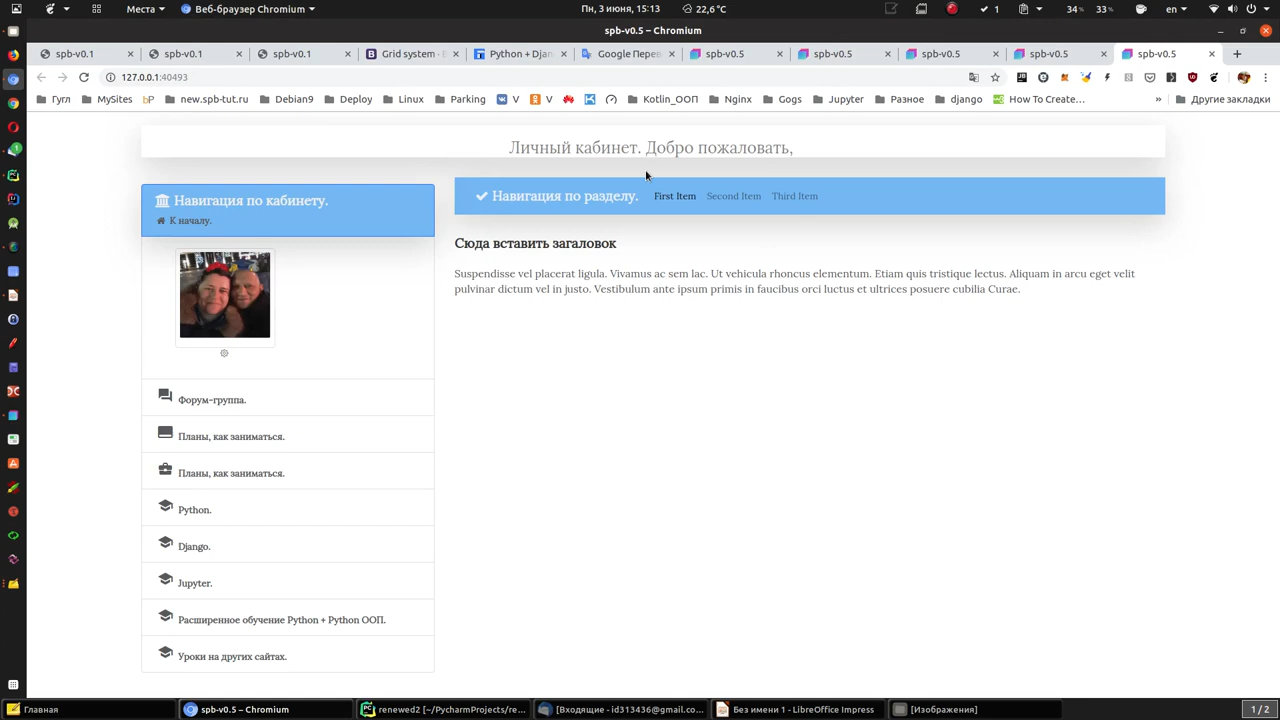 Места
Веб-браузер Chromium
Пн, 3 июня, 15:13
22,6°C
1
34%
33%
en
spb-v0.5 – Chromium
spb-v0.1
spb-v0.1
spb-v0.1
Grid system - E
Python + Djan
Google Перев
spb-v0.5
spb-v0.5
spb-v0.5
spb-v0.5
spb-v0.5
127.0.0.1:40493
Гугл
MySites
bP
new.spb-tut.ru
Debian9
Deploy
Linux
Parking
V
V
Kotlin_ООП
Nginx
Gogs
Jupyter
Разное
django
How To Create…
»
Другие закладки
Личный кабинет. Добро пожаловать,
Навигация по кабинету.
К началу.
Навигация по разделу.
First Item
Second Item
Third Item
Сюда вставить загаловок
Suspendisse vel placerat ligula. Vivamus ac sem lac. Ut vehicula rhoncus elementum. Etiam quis tristique lectus. Aliquam in arcu eget velit
pulvinar dictum vel in justo. Vestibulum ante ipsum primis in faucibus orci luctus et ultrices posuere cubilia Curae.
Форум-группа.
Планы, как заниматься.
Планы, как заниматься.
Python.
Django.
Jupyter.
Расширенное обучение Python + Python ООП.
Уроки на других сайтах.
Главная
spb-v0.5 – Chromium
renewed2 [~/PycharmProjects/re...
[Входящие - id313436@gmail.co...
Без имени 1 - LibreOffice Impress
[Изображения]
1/2